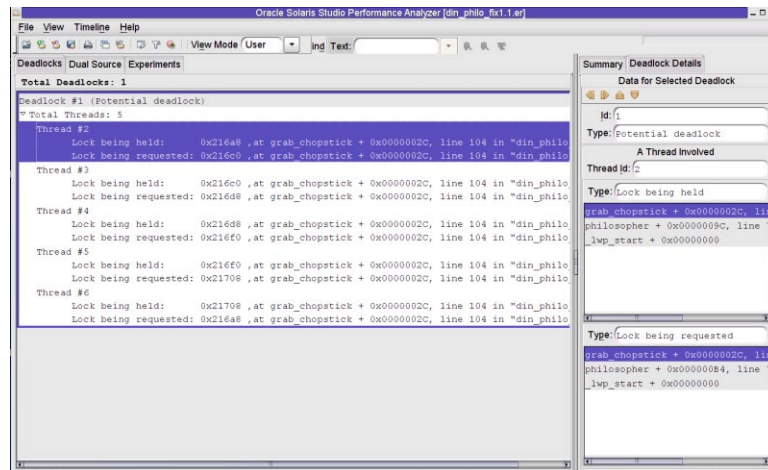 Oracle Solaris Studio Performance Analyzer [din_philo_fix1.1.er]
File View Timeline Help
View Mode User ind Text:
Deadlocks Dual Source Experiments
Total Deadlocks: 1
Deadlock #1 (Potential deadlock)
Total Threads: 5
Thread #2
Lock being held: 0x216a8 ,at grab_chopstick + 0x0000002C, line 104 in "din_philo
Lock being requested: 0x216c0 ,at grab_chopstick + 0x0000002C, line 104 in "din_philo
Thread #3
Lock being held: 0x216c0 ,at grab_chopstick + 0x0000002C, line 104 in "din_philo
Lock being requested: 0x216d8 ,at grab_chopstick + 0x0000002C, line 104 in "din_philo
Thread #4
Lock being held: 0x216d8 ,at grab_chopstick + 0x0000002C, line 104 in "din_philo
Lock being requested: 0x216f0 ,at grab_chopstick + 0x0000002C, line 104 in "din_philo
Thread #5
Lock being held: 0x216f0 ,at grab_chopstick + 0x0000002C, line 104 in "din_philo
Lock being requested: 0x21708 ,at grab_chopstick + 0x0000002C, line 104 in "din_philo
Thread #6
Lock being held: 0x21708 ,at grab_chopstick + 0x0000002C, line 104 in "din_philo
Lock being requested: 0x216a8 ,at grab_chopstick + 0x0000002C, line 104 in "din_philo
Summary Deadlock Details
Data for Selected Deadlock
Id: 1
Type: Potential deadlock
A Thread Involved
Thread Id: 2
Type: Lock being held
grab_chopstick + 0x0000002C, li
philosopher + 0x0000009C, line
_lwp_start + 0x00000000
Type: Lock being requested
grab_chopstick + 0x0000002C, li
philosopher + 0x000000B4, line
_lwp_start + 0x00000000